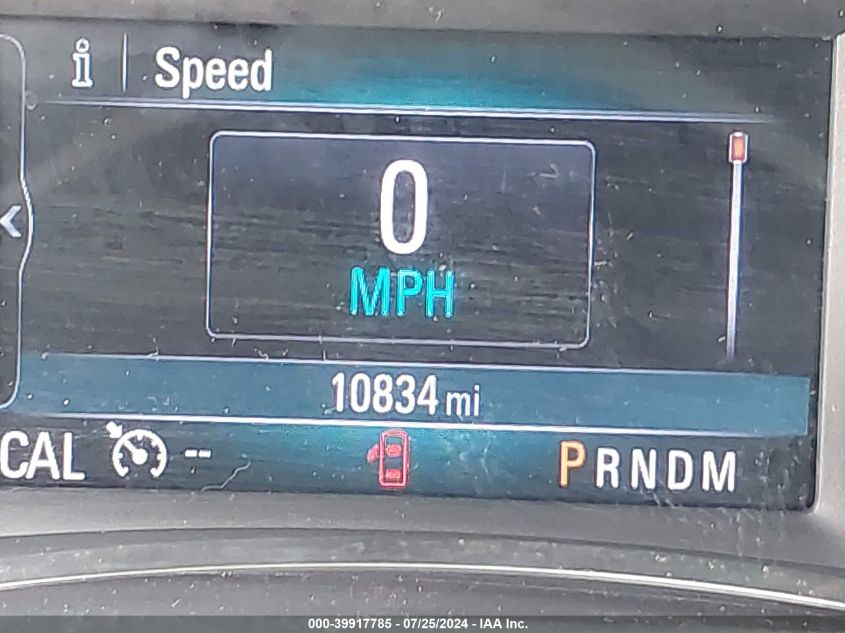 i Speed
0
MPH
10834 mi
CAL -- PRNDM
000-39917785 - 07/25/2024 - IAA Inc.